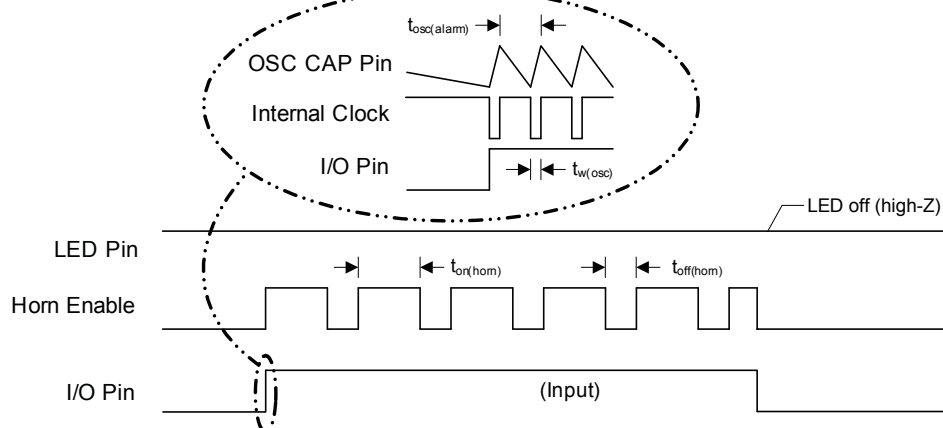 tosc(alarm)
OSC CAP Pin
Internal Clock
I/O Pin
tw(osc)
LED off (high-Z)
LED Pin
ton(horn)
toff(horn)
Horn Enable
I/O Pin
(Input)